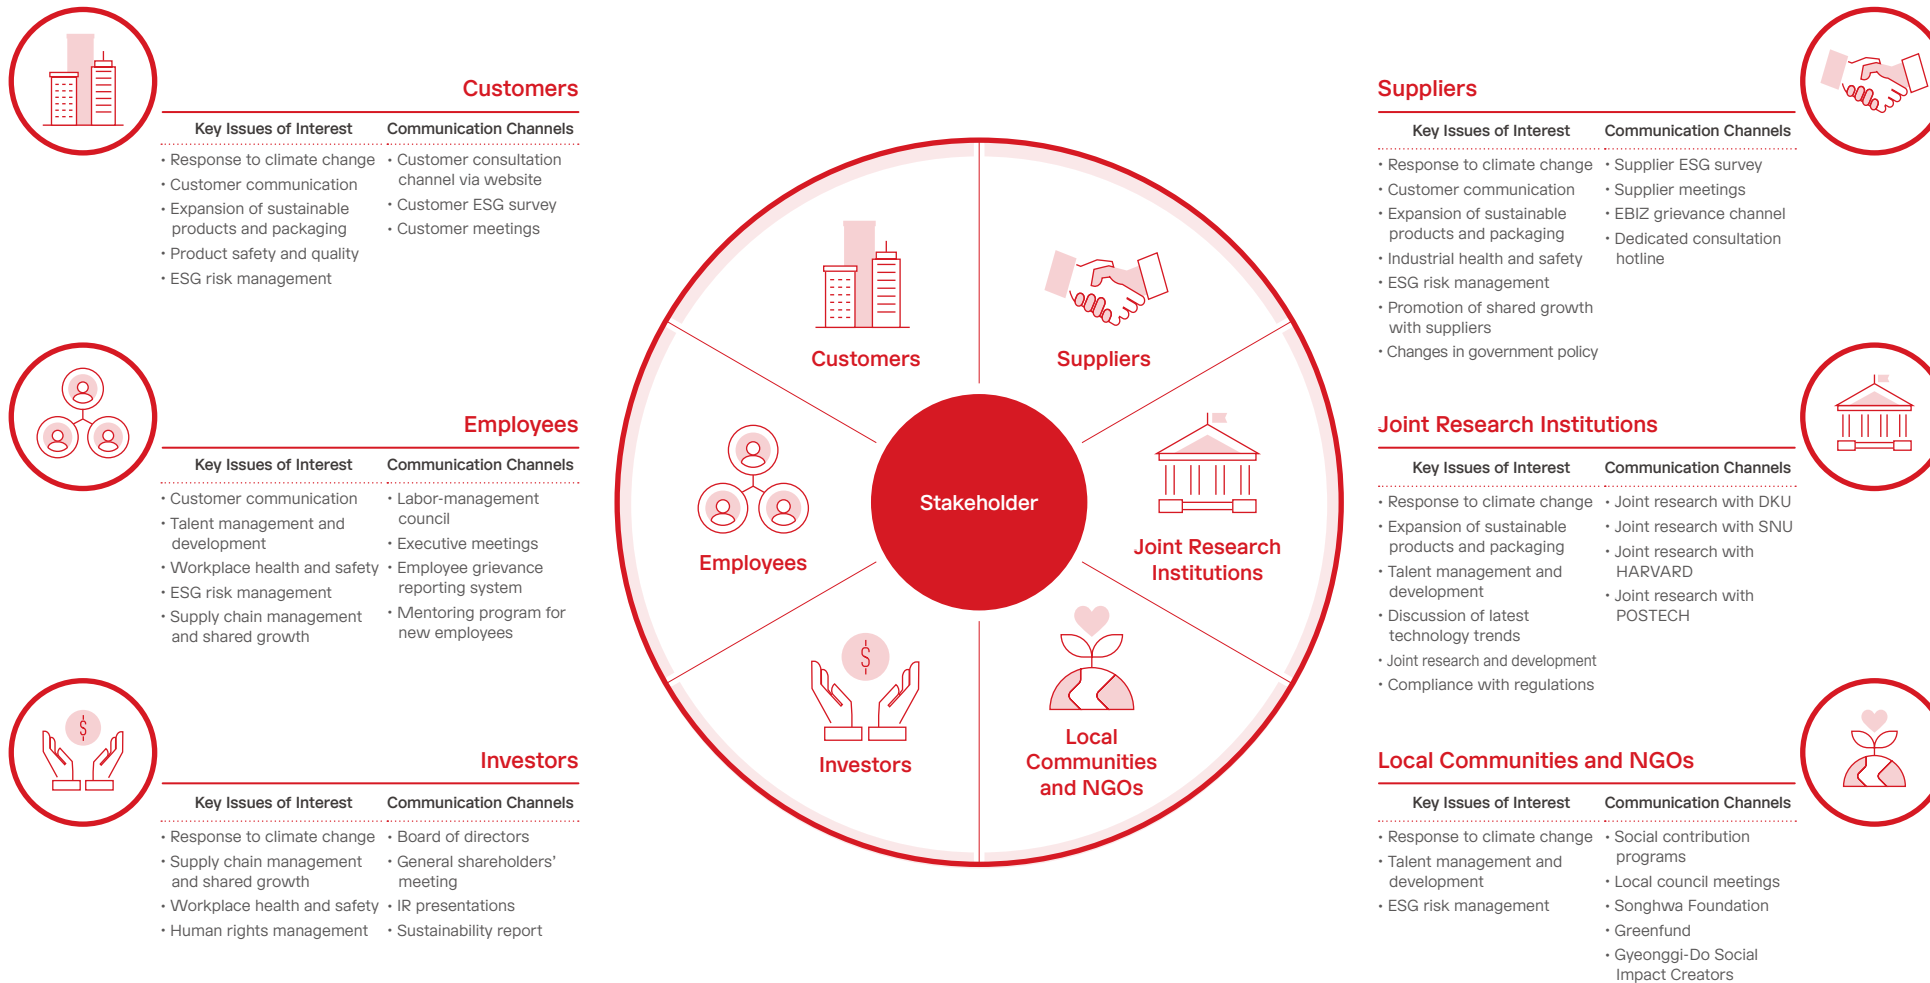 Customers
Key Issues of Interest
• Response to climate change
• Customer communication
• Expansion of sustainable
products and packaging
• Product safety and quality
• ESG risk management
Communication Channels
• Customer consultation
channel via website
• Customer ESG survey
• Customer meetings
Employees
Key Issues of Interest
• Customer communication
• Talent management and
development
• Workplace health and safety
• ESG risk management
• Supply chain management
and shared growth
Communication Channels
• Labor-management
council
• Executive meetings
• Employee grievance
reporting system
• Mentoring program for
new employees
Investors
Key Issues of Interest
• Response to climate change
• Supply chain management
and shared growth
• Workplace health and safety
• Human rights management
Communication Channels
• Board of directors
• General shareholders'
meeting
• IR presentations
• Sustainability report
Customers
Suppliers
Employees
Stakeholder
Joint Research
Institutions
$
Investors
Local
Communities
and NGOs
Suppliers
Key Issues of Interest
• Response to climate change
• Customer communication
• Expansion of sustainable
products and packaging
• Industrial health and safety
• ESG risk management
• Promotion of shared growth
with suppliers
• Changes in government policy
Communication Channels
• Supplier ESG survey
• Supplier meetings
• EBIZ grievance channel
• Dedicated consultation
hotline
Joint Research Institutions
Key Issues of Interest
• Response to climate change
• Expansion of sustainable
products and packaging
• Talent management and
development
• Discussion of latest
technology trends
• Joint research and development
• Compliance with regulations
Communication Channels
• Joint research with DKU
• Joint research with SNU
• Joint research with
HARVARD
• Joint research with
POSTECH
Local Communities and NGOs
Key Issues of Interest
• Response to climate change
• Talent management and
development
• ESG risk management
Communication Channels
• Social contribution
programs
• Local council meetings
• Songhwa Foundation
• Greenfund
• Gyeonggi-Do Social
Impact Creators
$